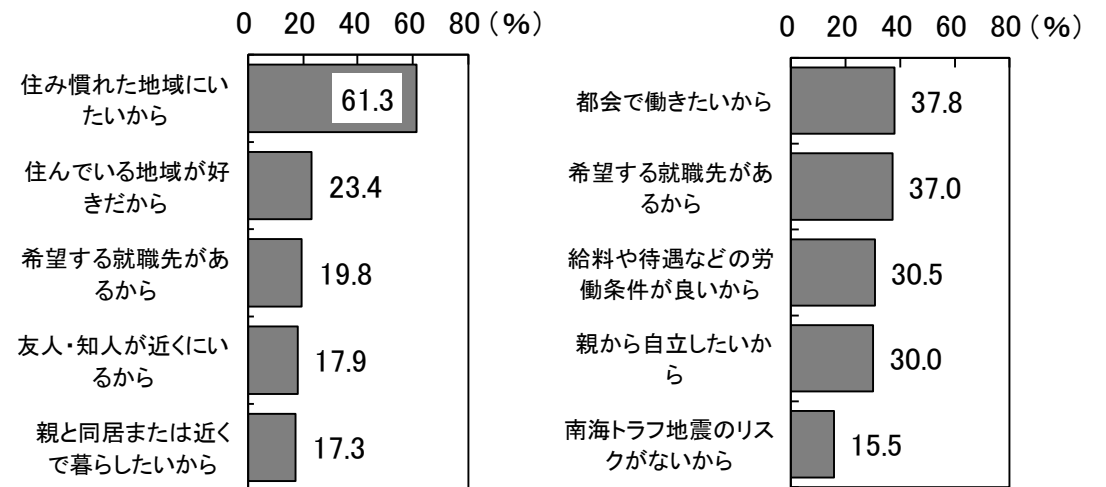 0 20 40 60 80 (%)
住み慣れた地域にい
たいから
61.3
住んでいる地域が好
きだから
23.4
希望する就職先があ
るから
19.8
友人・知人が近くにい
るから
17.9
親と同居または近く
で暮らしたいから
17.3
0 20 40 60 80 (%)
都会で働きたいから
37.8
希望する就職先があ
るから
37.0
給料や待遇などの労
働条件が良いから
30.5
親から自立したいか
ら
30.0
南海トラフ地震のリス
クがないから
15.5